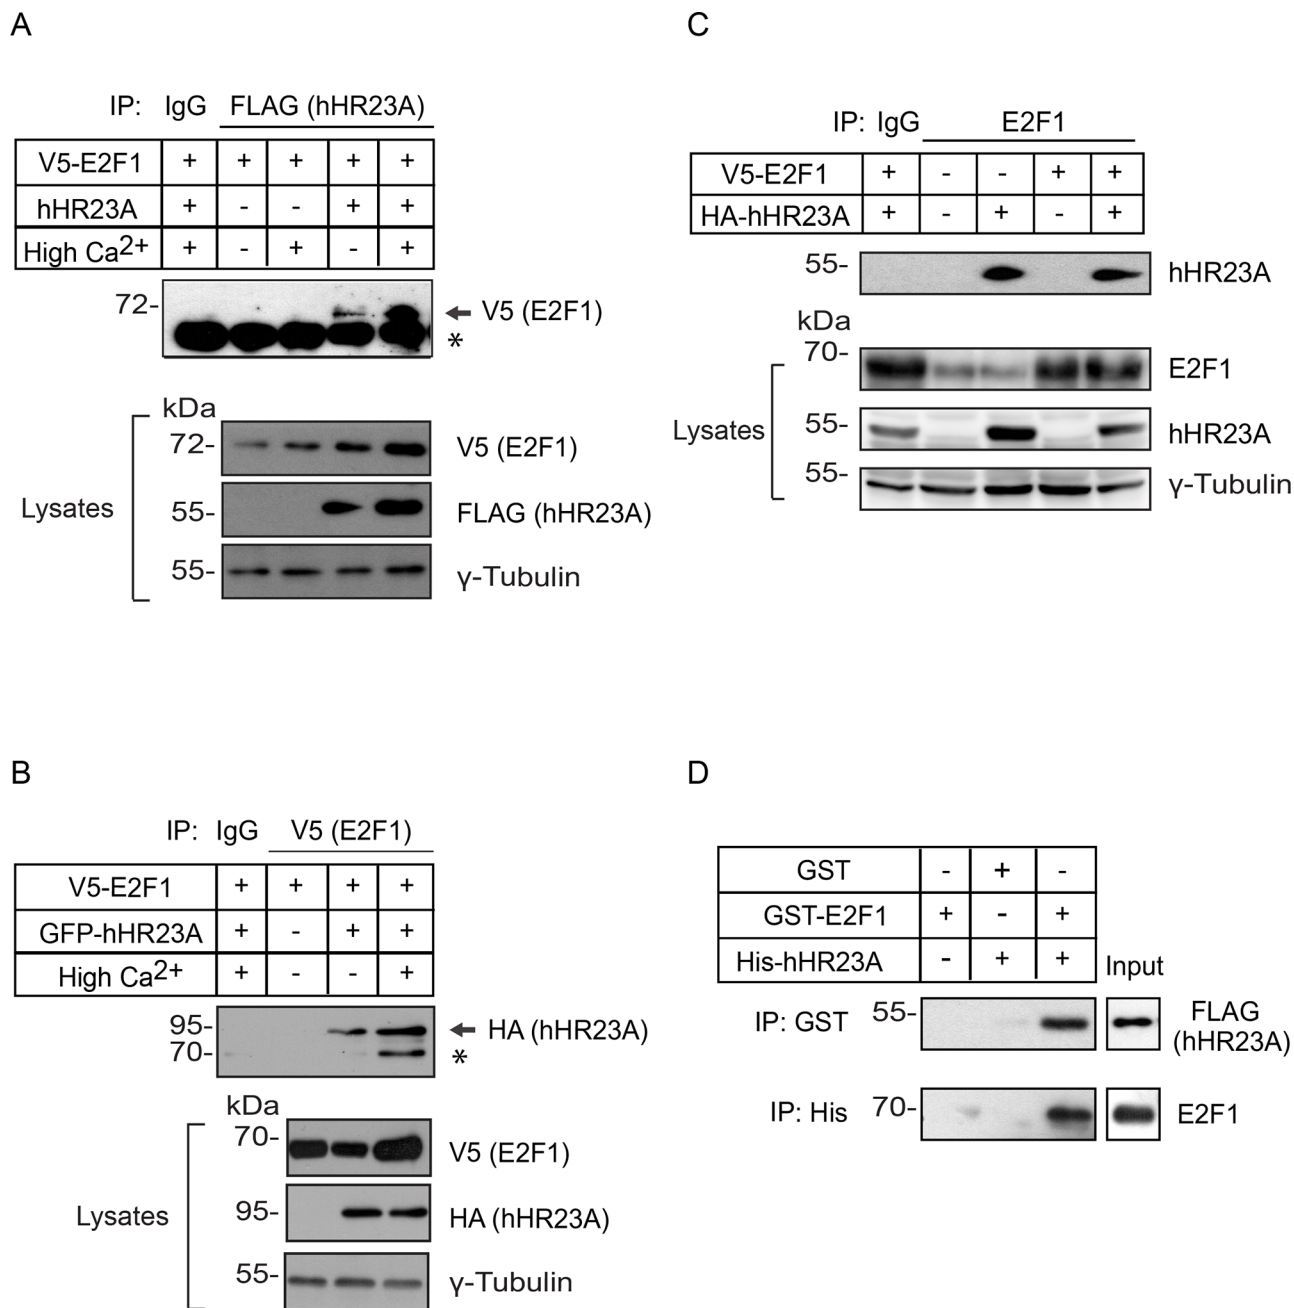 A
IP: IgG FLAG (hHR23A)
V5-E2F1 + + + + +
hHR23A + - - + +
High Ca2+ + - + - +
72- V5 (E2F1)
*
kDa
72- V5 (E2F1)
Lysates 55- FLAG (hHR23A)
55- γ-Tubulin
B
IP: IgG V5 (E2F1)
V5-E2F1 + + + +
GFP-hHR23A + - + +
High Ca2+ + - - +
95- HA (hHR23A)
70- *
kDa
70- V5 (E2F1)
Lysates 95- HA (hHR23A)
55- γ-Tubulin
C
IP: IgG E2F1
V5-E2F1 + - - + +
HA-hHR23A + - + - +
55- hHR23A
kDa
70- E2F1
Lysates 55- hHR23A
55- γ-Tubulin
D
GST - + -
GST-E2F1 + - +
His-hHR23A - + + Input
IP: GST 55- FLAG
(hHR23A)
IP: His 70- E2F1